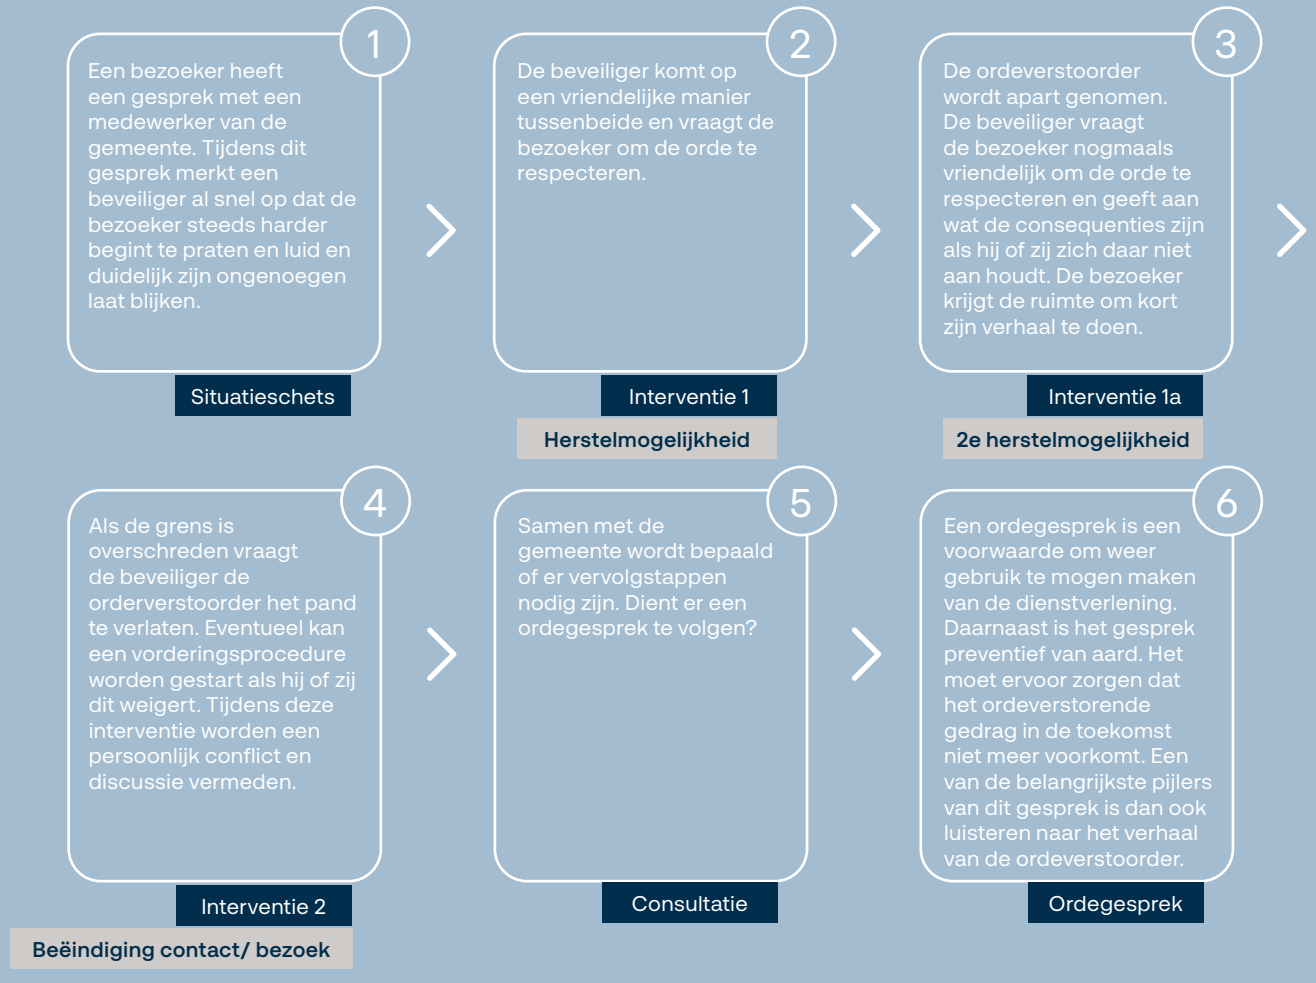 1
Een bezoeker heeft
een gesprek met een
medewerker van de
gemeente. Tijdens dit
gesprek merkt een
beveiliger al snel op dat de
bezoeker steeds harder
begint te praten en luid en
duidelijk zijn ongenoegen
laat blijken.
Situatieschets
2
De beveiliger komt op
een vriendelijke manier
tussenbeide en vraagt de
bezoeker om de orde te
respecteren.
Interventie 1
Herstelmogelijkheid
3
De ordeverstoorder
wordt apart genomen.
De beveiliger vraagt
de bezoeker nogmaals
vriendelijk om de orde te
respecteren en geeft aan
wat de consequenties zijn
als hij of zij zich daar niet
aan houdt. De bezoeker
krijgt de ruimte om kort
zijn verhaal te doen.
Interventie 1a
2e herstelmogelijkheid
4
Als de grens is
overschreden vraagt
de beveiliger de
orderverstoorder het pand
te verlaten. Eventueel kan
een vorderingsprocedure
worden gestart als hij of zij
dit weigert. Tijdens deze
interventie worden een
persoonlijk conflict en
discussie vermeden.
Interventie 2
Beëindiging contact/ bezoek
5
Samen met de
gemeente wordt bepaald
of er vervolgstappen
nodig zijn. Dient er een
ordegesprek te volgen?
Consultatie
6
Een ordegesprek is een
voorwaarde om weer
gebruik te mogen maken
van de dienstverlening.
Daarnaast is het gesprek
preventief van aard. Het
moet ervoor zorgen dat
het ordeverstorende
gedrag in de toekomst
niet meer voorkomt. Een
van de belangrijkste pijlers
van dit gesprek is dan ook
luisteren naar het verhaal
van de ordeverstoorder.
Ordegesprek